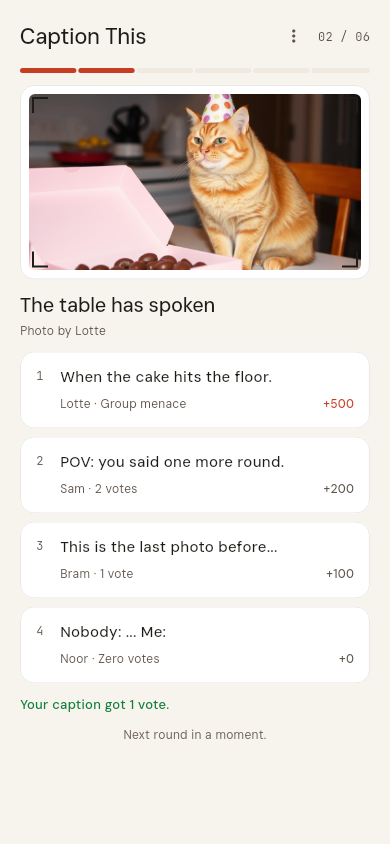 Caption This
02 / 06
The table has spoken
Photo by Lotte
1 When the cake hits the floor.
Lotte · Group menace +500
2 POV: you said one more round.
Sam · 2 votes +200
3 This is the last photo before...
Bram · 1 vote +100
4 Nobody: ... Me:
Noor · Zero votes +0
Your caption got 1 vote.
Next round in a moment.